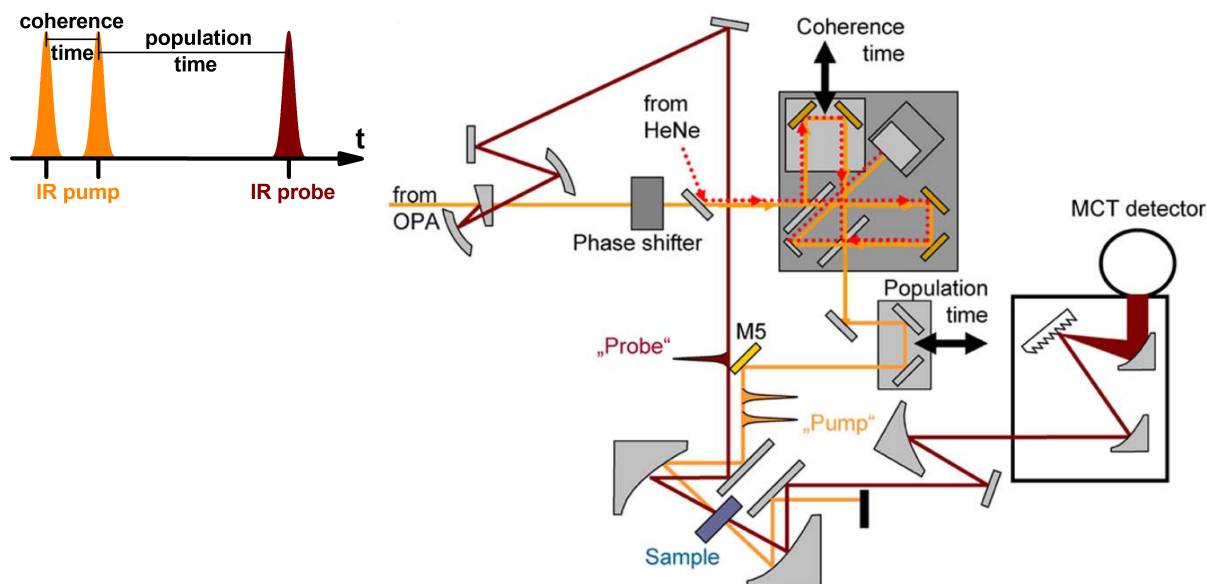 coherence
time
population
time
t
IR pump
IR probe
Coherence
time
from
HeNe
from
OPA
Phase shifter
MCT detector
Population
time
M5
„Probe“
„Pump“
Sample